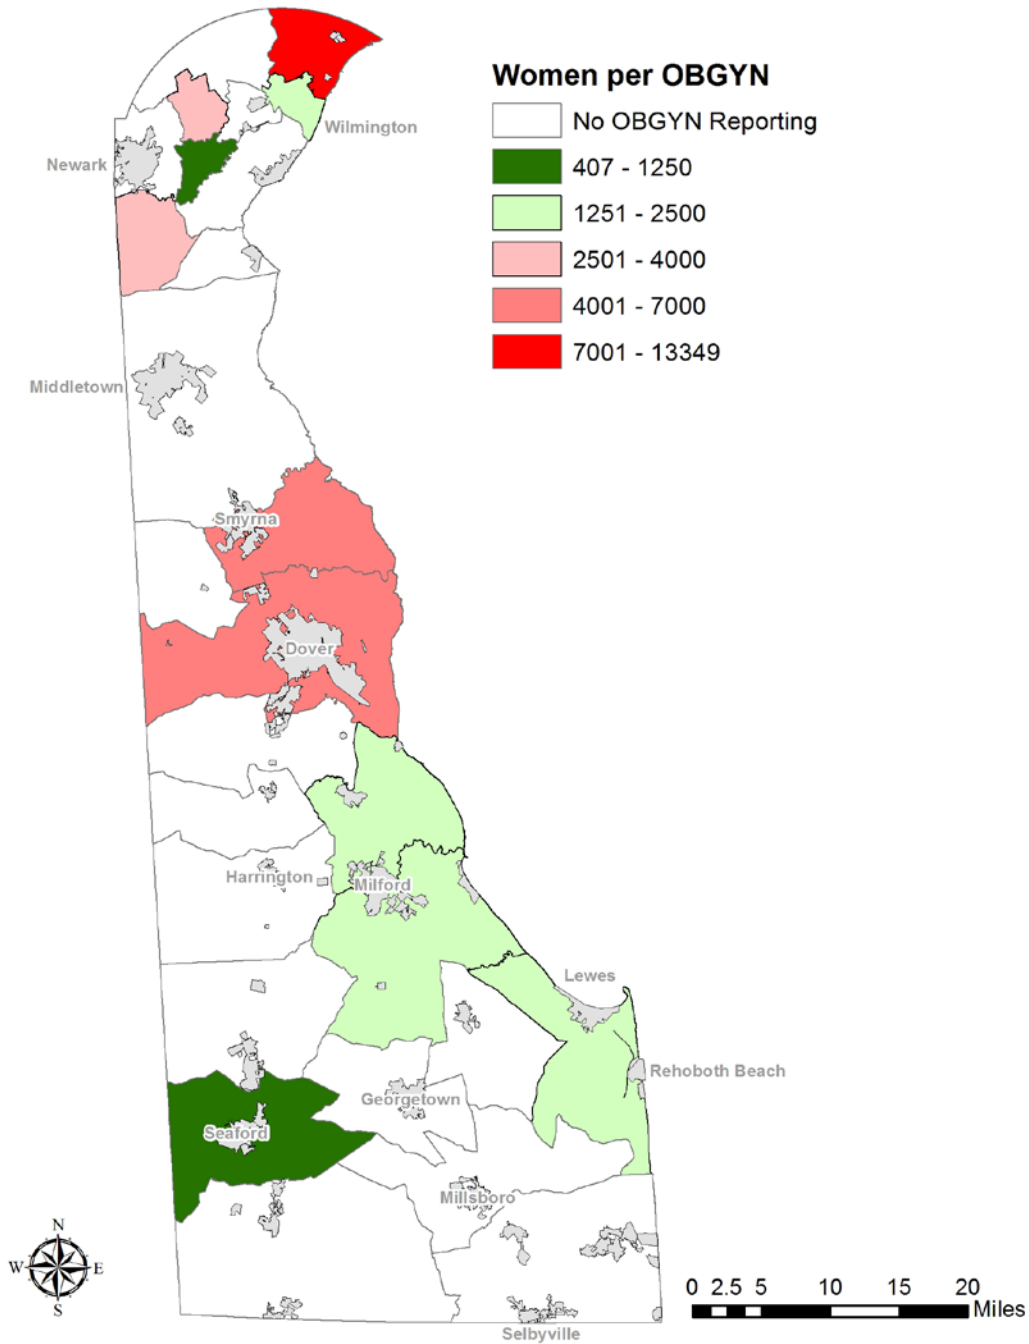 Women per OBGYN
No OBGYN Reporting
407 - 1250
1251 - 2500
2501 - 4000
4001 - 7000
7001 - 13349
Wilmington
Newark
Middletown
Smyrna
Dover
Harrington
Milford
Lewes
Rehoboth Beach
Georgetown
Seaford
Millsboro
Selbyville
N
W E
S
0 2.5 5 10 15 20
Miles